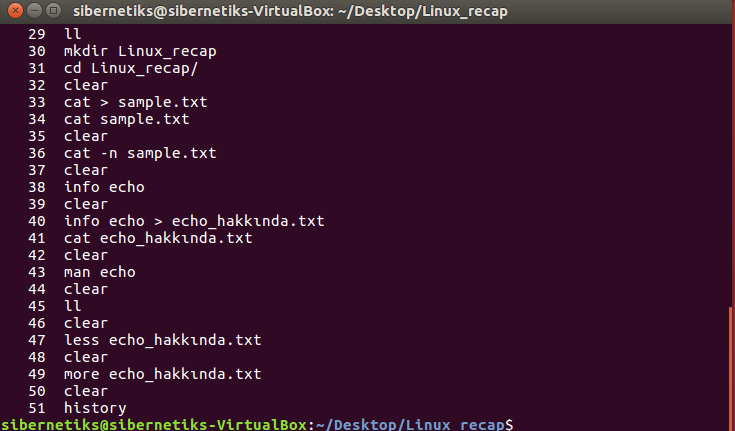 sibernetiks@sibernetiks-VirtualBox: ~/Desktop/Linux_recap
29 ll
30 mkdir Linux_recap
31 cd Linux_recap/
32 clear
33 cat > sample.txt
34 cat sample.txt
35 clear
36 cat -n sample.txt
37 clear
38 info echo
39 clear
40 info echo > echo_hakkında.txt
41 cat echo_hakkında.txt
42 clear
43 man echo
44 clear
45 ll
46 clear
47 less echo_hakkında.txt
48 clear
49 more echo_hakkında.txt
50 clear
51 history
sibernetiks@sibernetiks-VirtualBox:~/Desktop/Linux_recap$